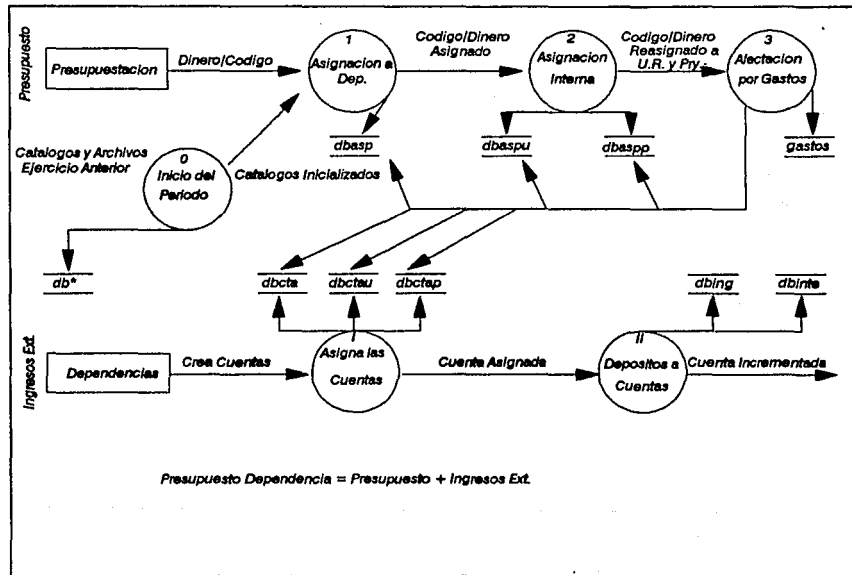 Presupuesto
Presupuestacion
Dinero/Codigo
1
Asignacion a
Dep.
Codigo/Dinero
Asignado
2
Asignacion
Interna
Codigo/Dinero
Reasignado a
U.R. y Pry.
3
Afectacion
por Gastos
dbasp
dbaspu
dbaspp
gastos
Catalogos y Archivos
Ejercicio Anterior
0
Inicio del
Periodo
Catalogos Inicializados
db*
dbcta
dbctau
dbctap
dbing
dbinte
Ingresos Ext.
Dependencias
Crea Cuentas
I
Asigna las
Cuentas
Cuenta Asignada
II
Depositos a
Cuentas
Cuenta Incrementada
Presupuesto Dependencia = Presupuesto + Ingresos Ext.